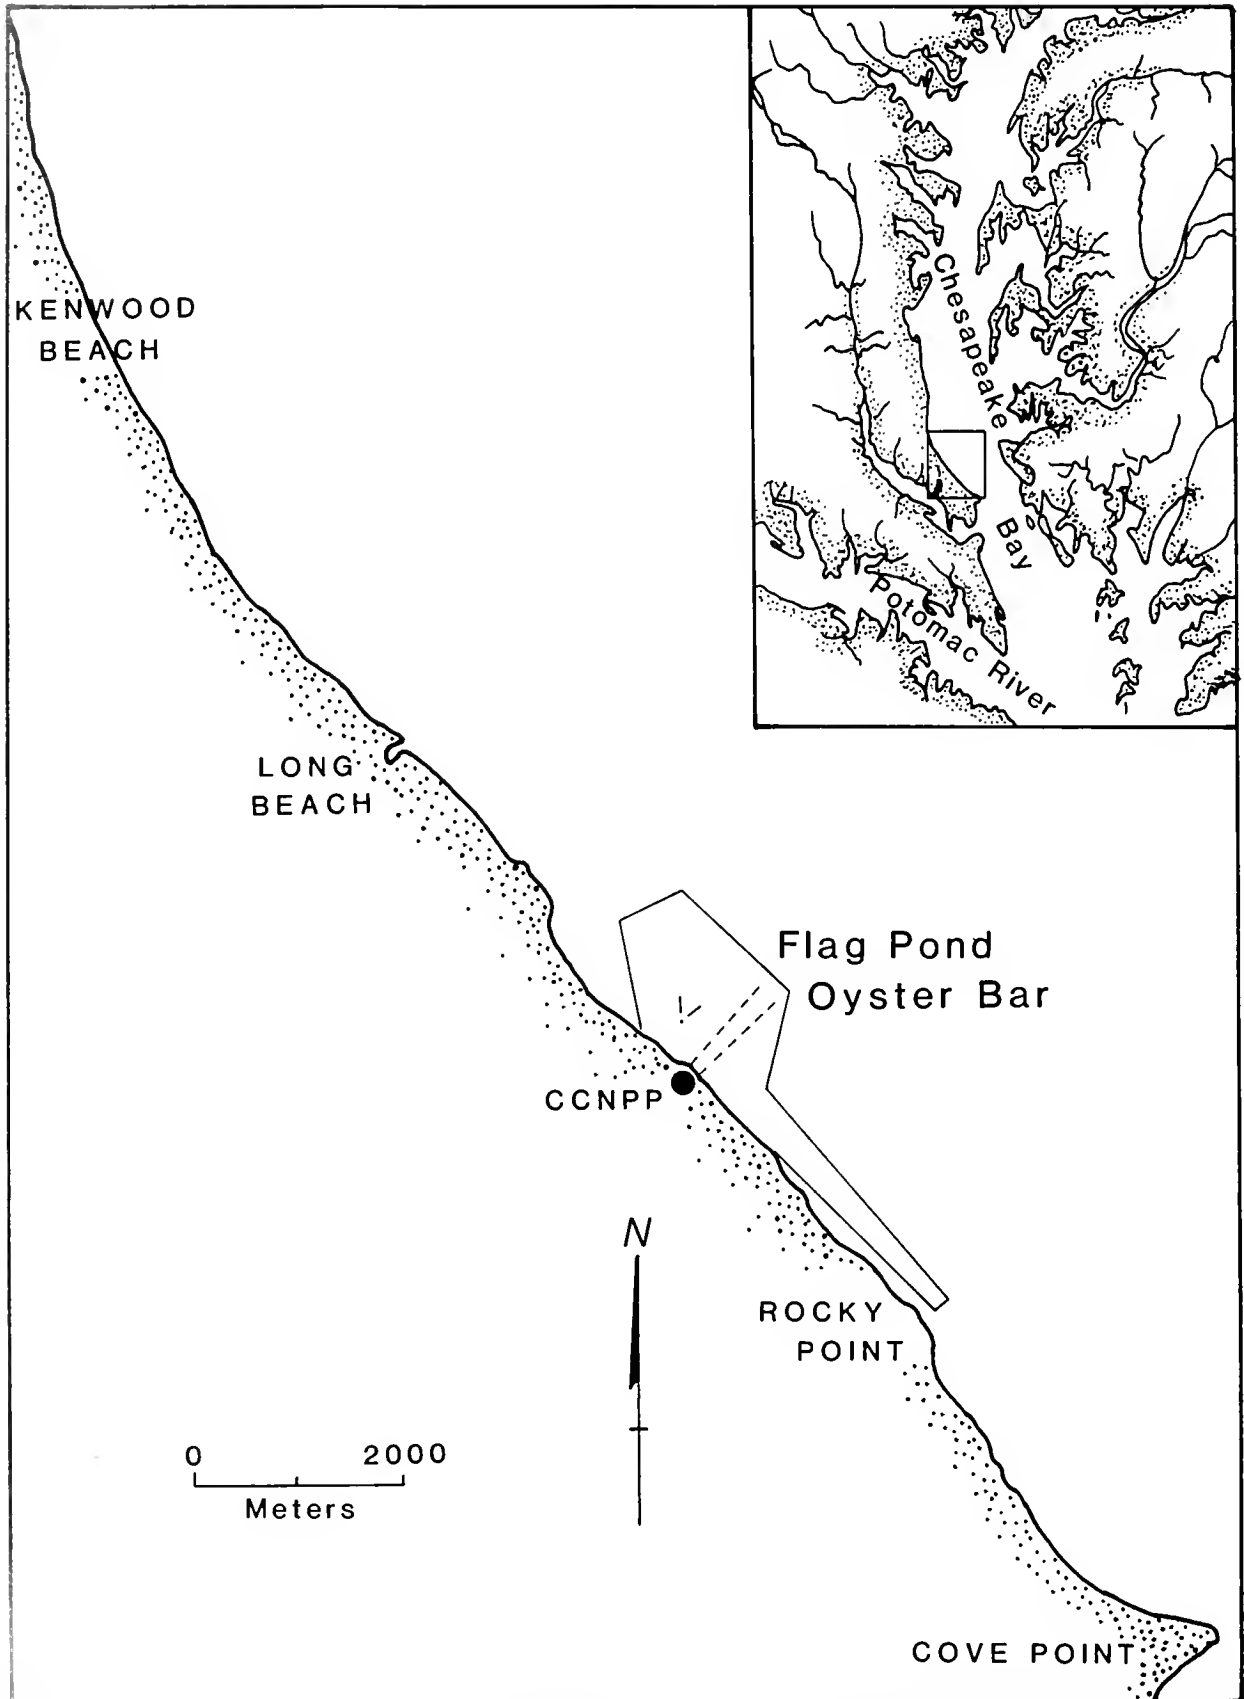 KENWOOD
BEACH
Chesapeake
Bay
Potomac River
LONG
BEACH
Flag Pond
Oyster Bar
CCNPP
N
ROCKY
POINT
0 2000
Meters
COVE POINT